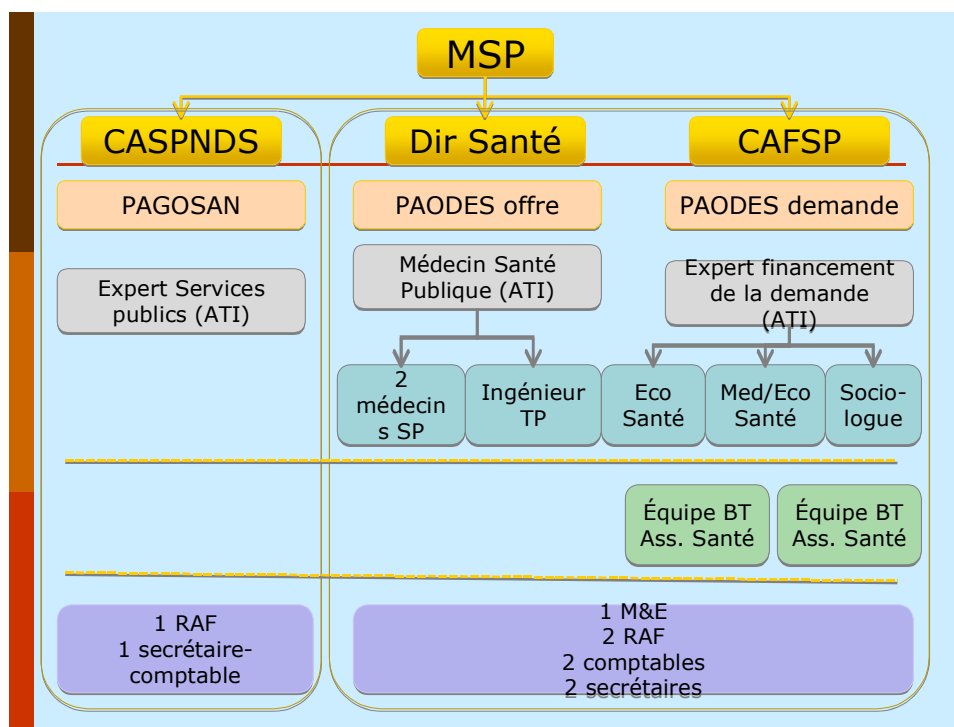 MSP
CASPNDS
Dir Santé
CAFSP
PAGOSAN
PAODES offre
PAODES demande
Expert Services
publics (ATI)
Médecin Santé
Publique (ATI)
Expert financement
de la demande
(ATI)
2
médecin
s SP
Ingénieur
TP
Eco
Santé
Med/Eco
Santé
Socio-
logue
Équipe BT
Ass. Santé
Équipe BT
Ass. Santé
1 RAF
1 secrétaire-
comptable
1 M&E
2 RAF
2 comptables
2 secrétaires